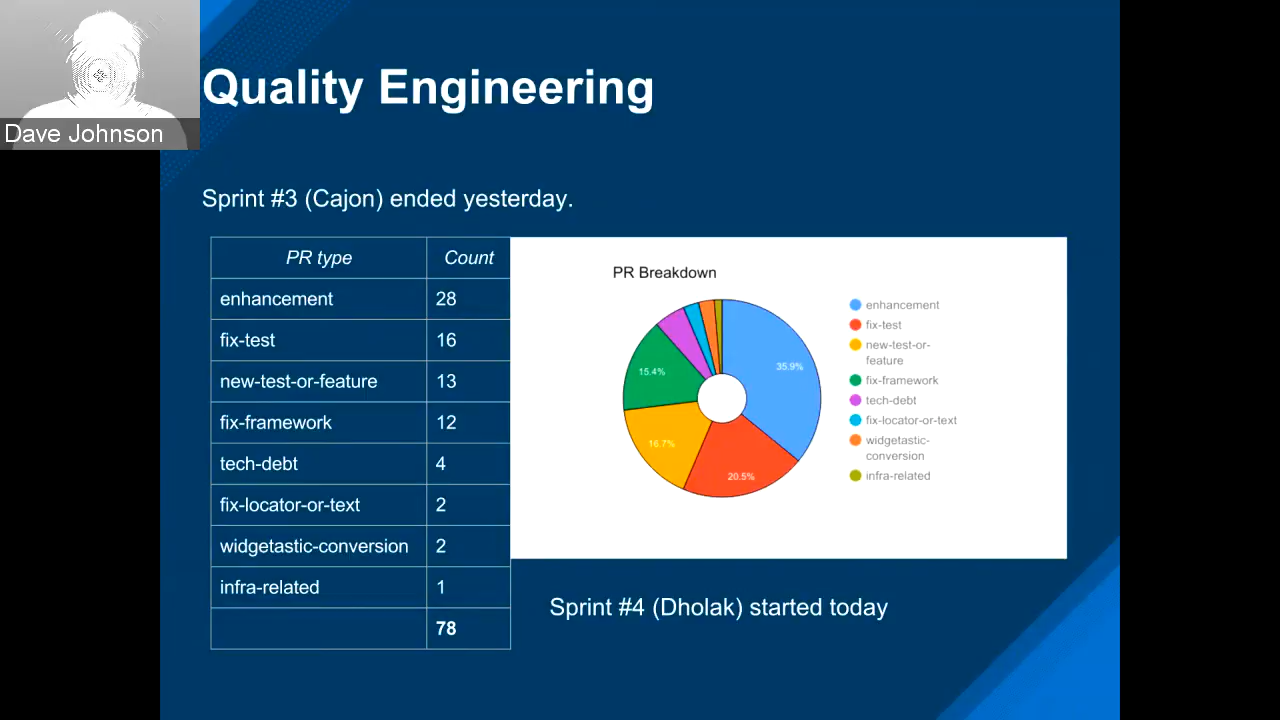 Dave Johnson
Quality Engineering
Sprint #3 (Cajon) ended yesterday.
PR type Count
enhancement 28
fix-test 16
new-test-or-feature 13
fix-framework 12
tech-debt 4
fix-locator-or-text 2
widgetastic-conversion 2
infra-related 1
78
PR Breakdown
35.9%
20.5%
16.7%
15.4%
enhancement
fix-test
new-test-or-
feature
fix-framework
tech-debt
fix-locator-or-text
widgetastic-
conversion
infra-related
Sprint #4 (Dholak) started today